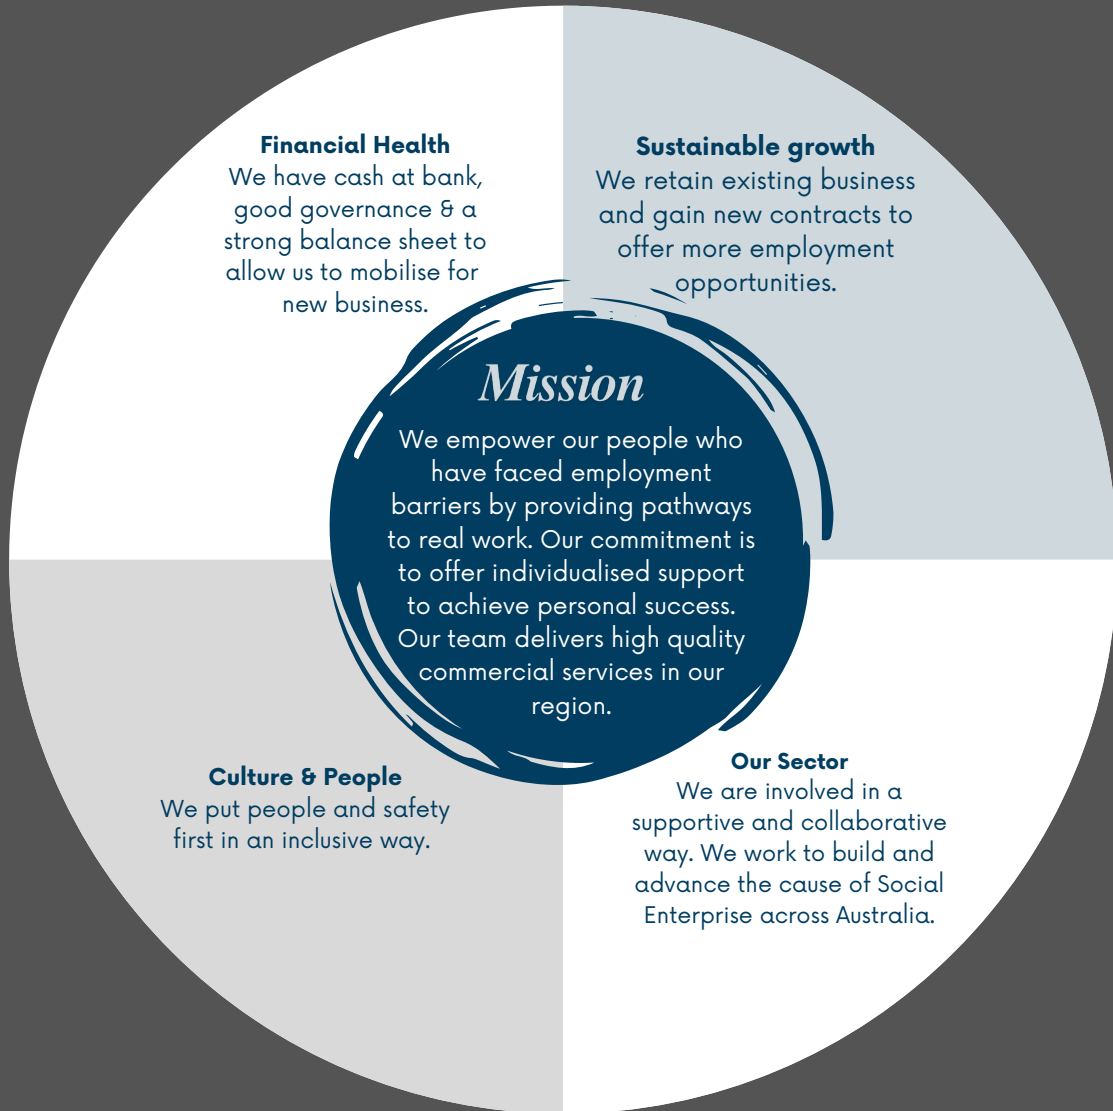 Financial Health
We have cash at bank,
good governance & a
strong balance sheet to
allow us to mobilise for
new business.
Sustainable growth
We retain existing business
and gain new contracts to
offer more employment
opportunities.
Mission
We empower our people who
have faced employment
barriers by providing pathways
to real work. Our commitment is
to offer individualised support
to achieve personal success.
Our team delivers high quality
commercial services in our
region.
Culture & People
We put people and safety
first in an inclusive way.
Our Sector
We are involved in a
supportive and collaborative
way. We work to build and
advance the cause of Social
Enterprise across Australia.